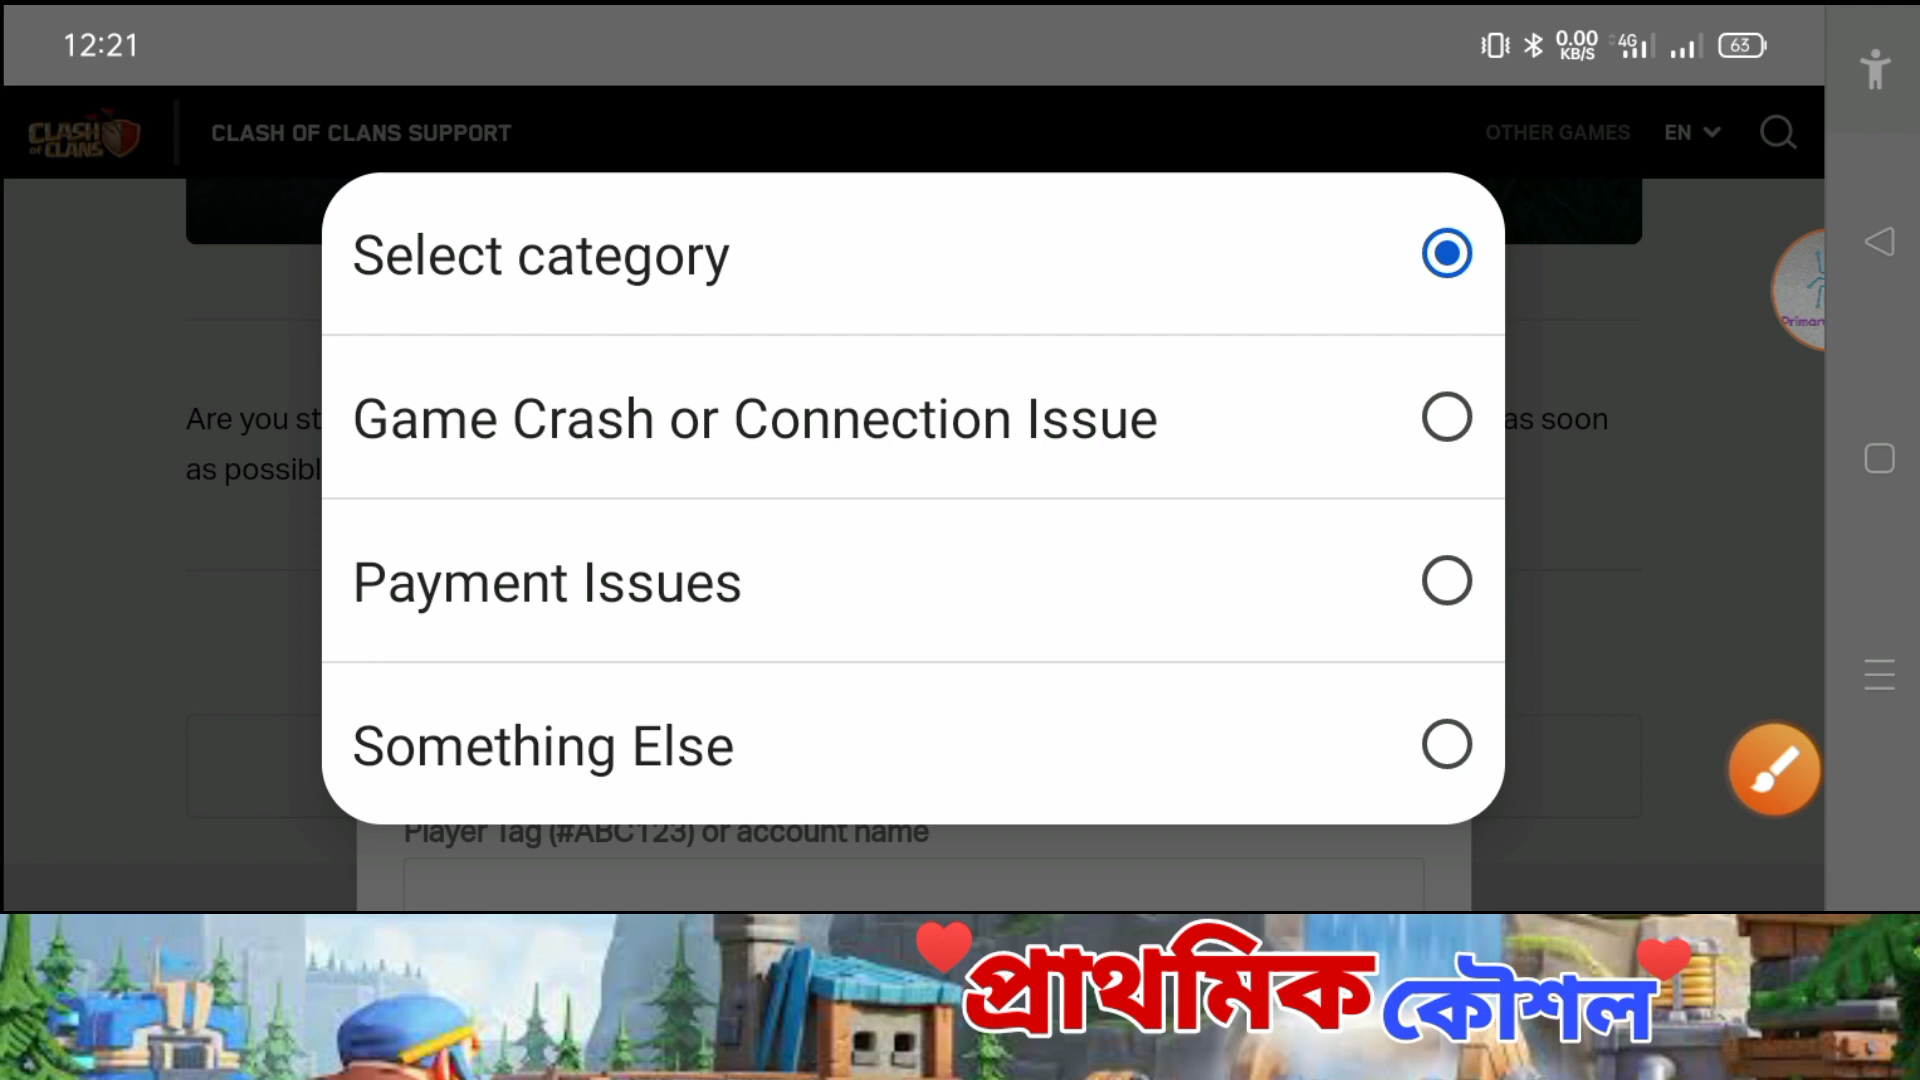 12:21
0.00
KB/S
4G
63
CLASH
OF CLANS
CLASH OF CLANS SUPPORT
OTHER GAMES
EN
Select category
Game Crash or Connection Issue
Payment Issues
Something Else
Primar
Are you st
as soon
as possibl
Player Tag (#ABC123) or account name
প্রাথমিক কৌশল